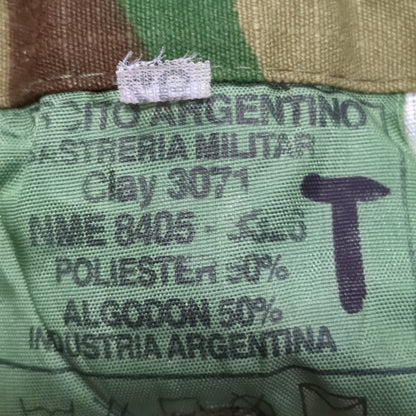 CITO ARGENTINO
SASTRERIA MILITAR
Clay 3071
NME 8405 -
POLIESTER 50%
ALGODON 50%
INDUSTRIA ARGENTINA
T